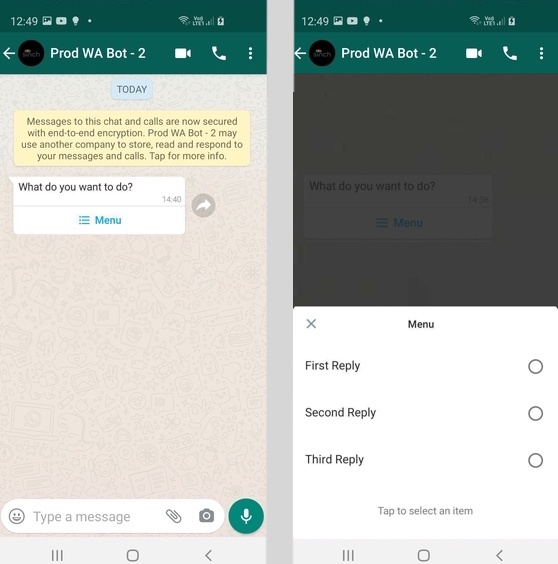 12:49
Prod WA Bot - 2
TODAY
Messages to this chat and calls are now secured
with end-to-end encryption. Prod WA Bot - 2 may
use another company to store, read and respond to
your messages and calls. Tap for more info.
What do you want to do?
14:40
Menu
Type a message
12:49
Prod WA Bot - 2
What do you want to do?
Menu
Menu
First Reply
Second Reply
Third Reply
Tap to select an item